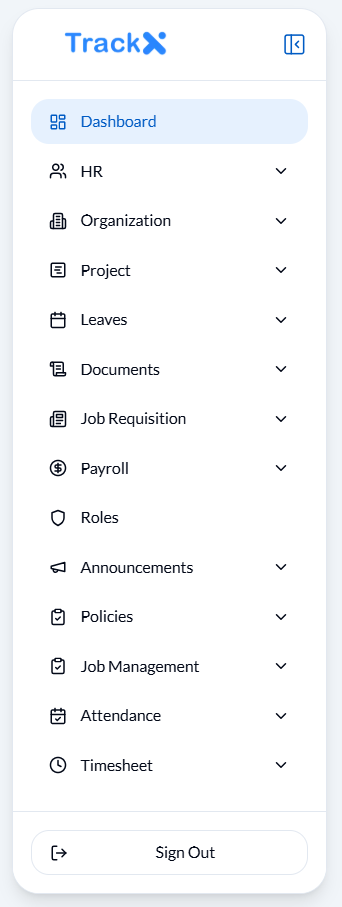 TrackX
Dashboard
HR
Organization
Project
Leaves
Documents
Job Requisition
Payroll
Roles
Announcements
Policies
Job Management
Attendance
Timesheet
Sign Out